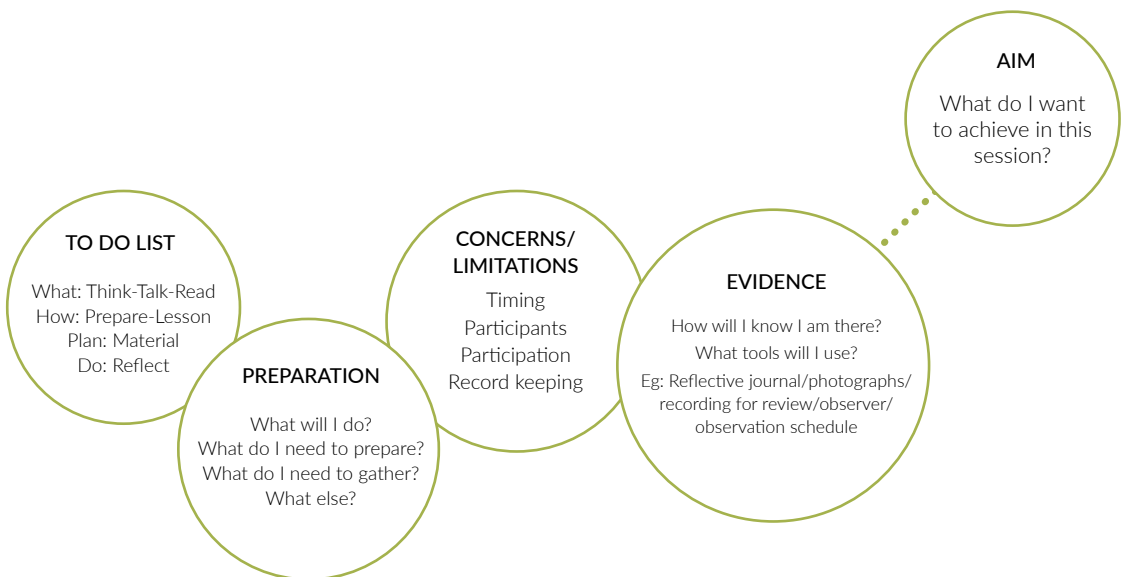 TO DO LIST
What: Think-Talk-Read
How: Prepare-Lesson
Plan: Material
Do: Reflect
PREPARATION
What will I do?
What do I need to prepare?
What do I need to gather?
What else?
CONCERNS/
LIMITATIONS
Timing
Participants
Participation
Record keeping
EVIDENCE
How will I know I am there?
What tools will I use?
Eg: Reflective journal/photographs/
recording for review/observer/
observation schedule
AIM
What do I want
to achieve in this
session?